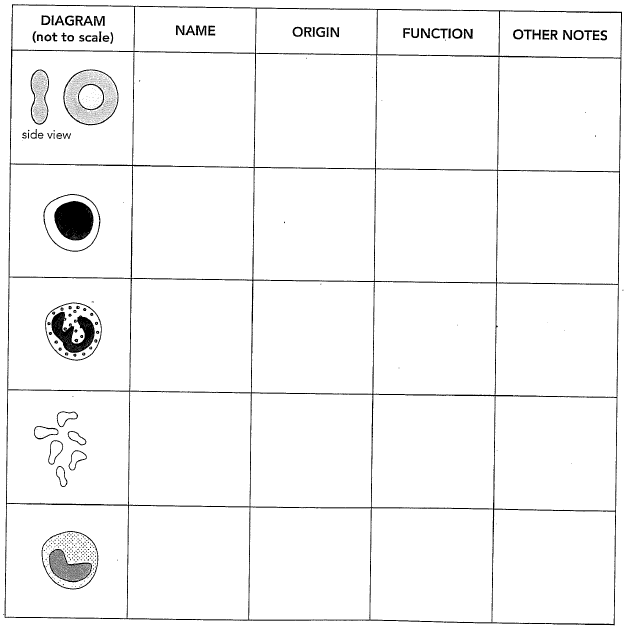 DIAGRAM
(not to scale)
NAME
ORIGIN
FUNCTION
OTHER NOTES
side view